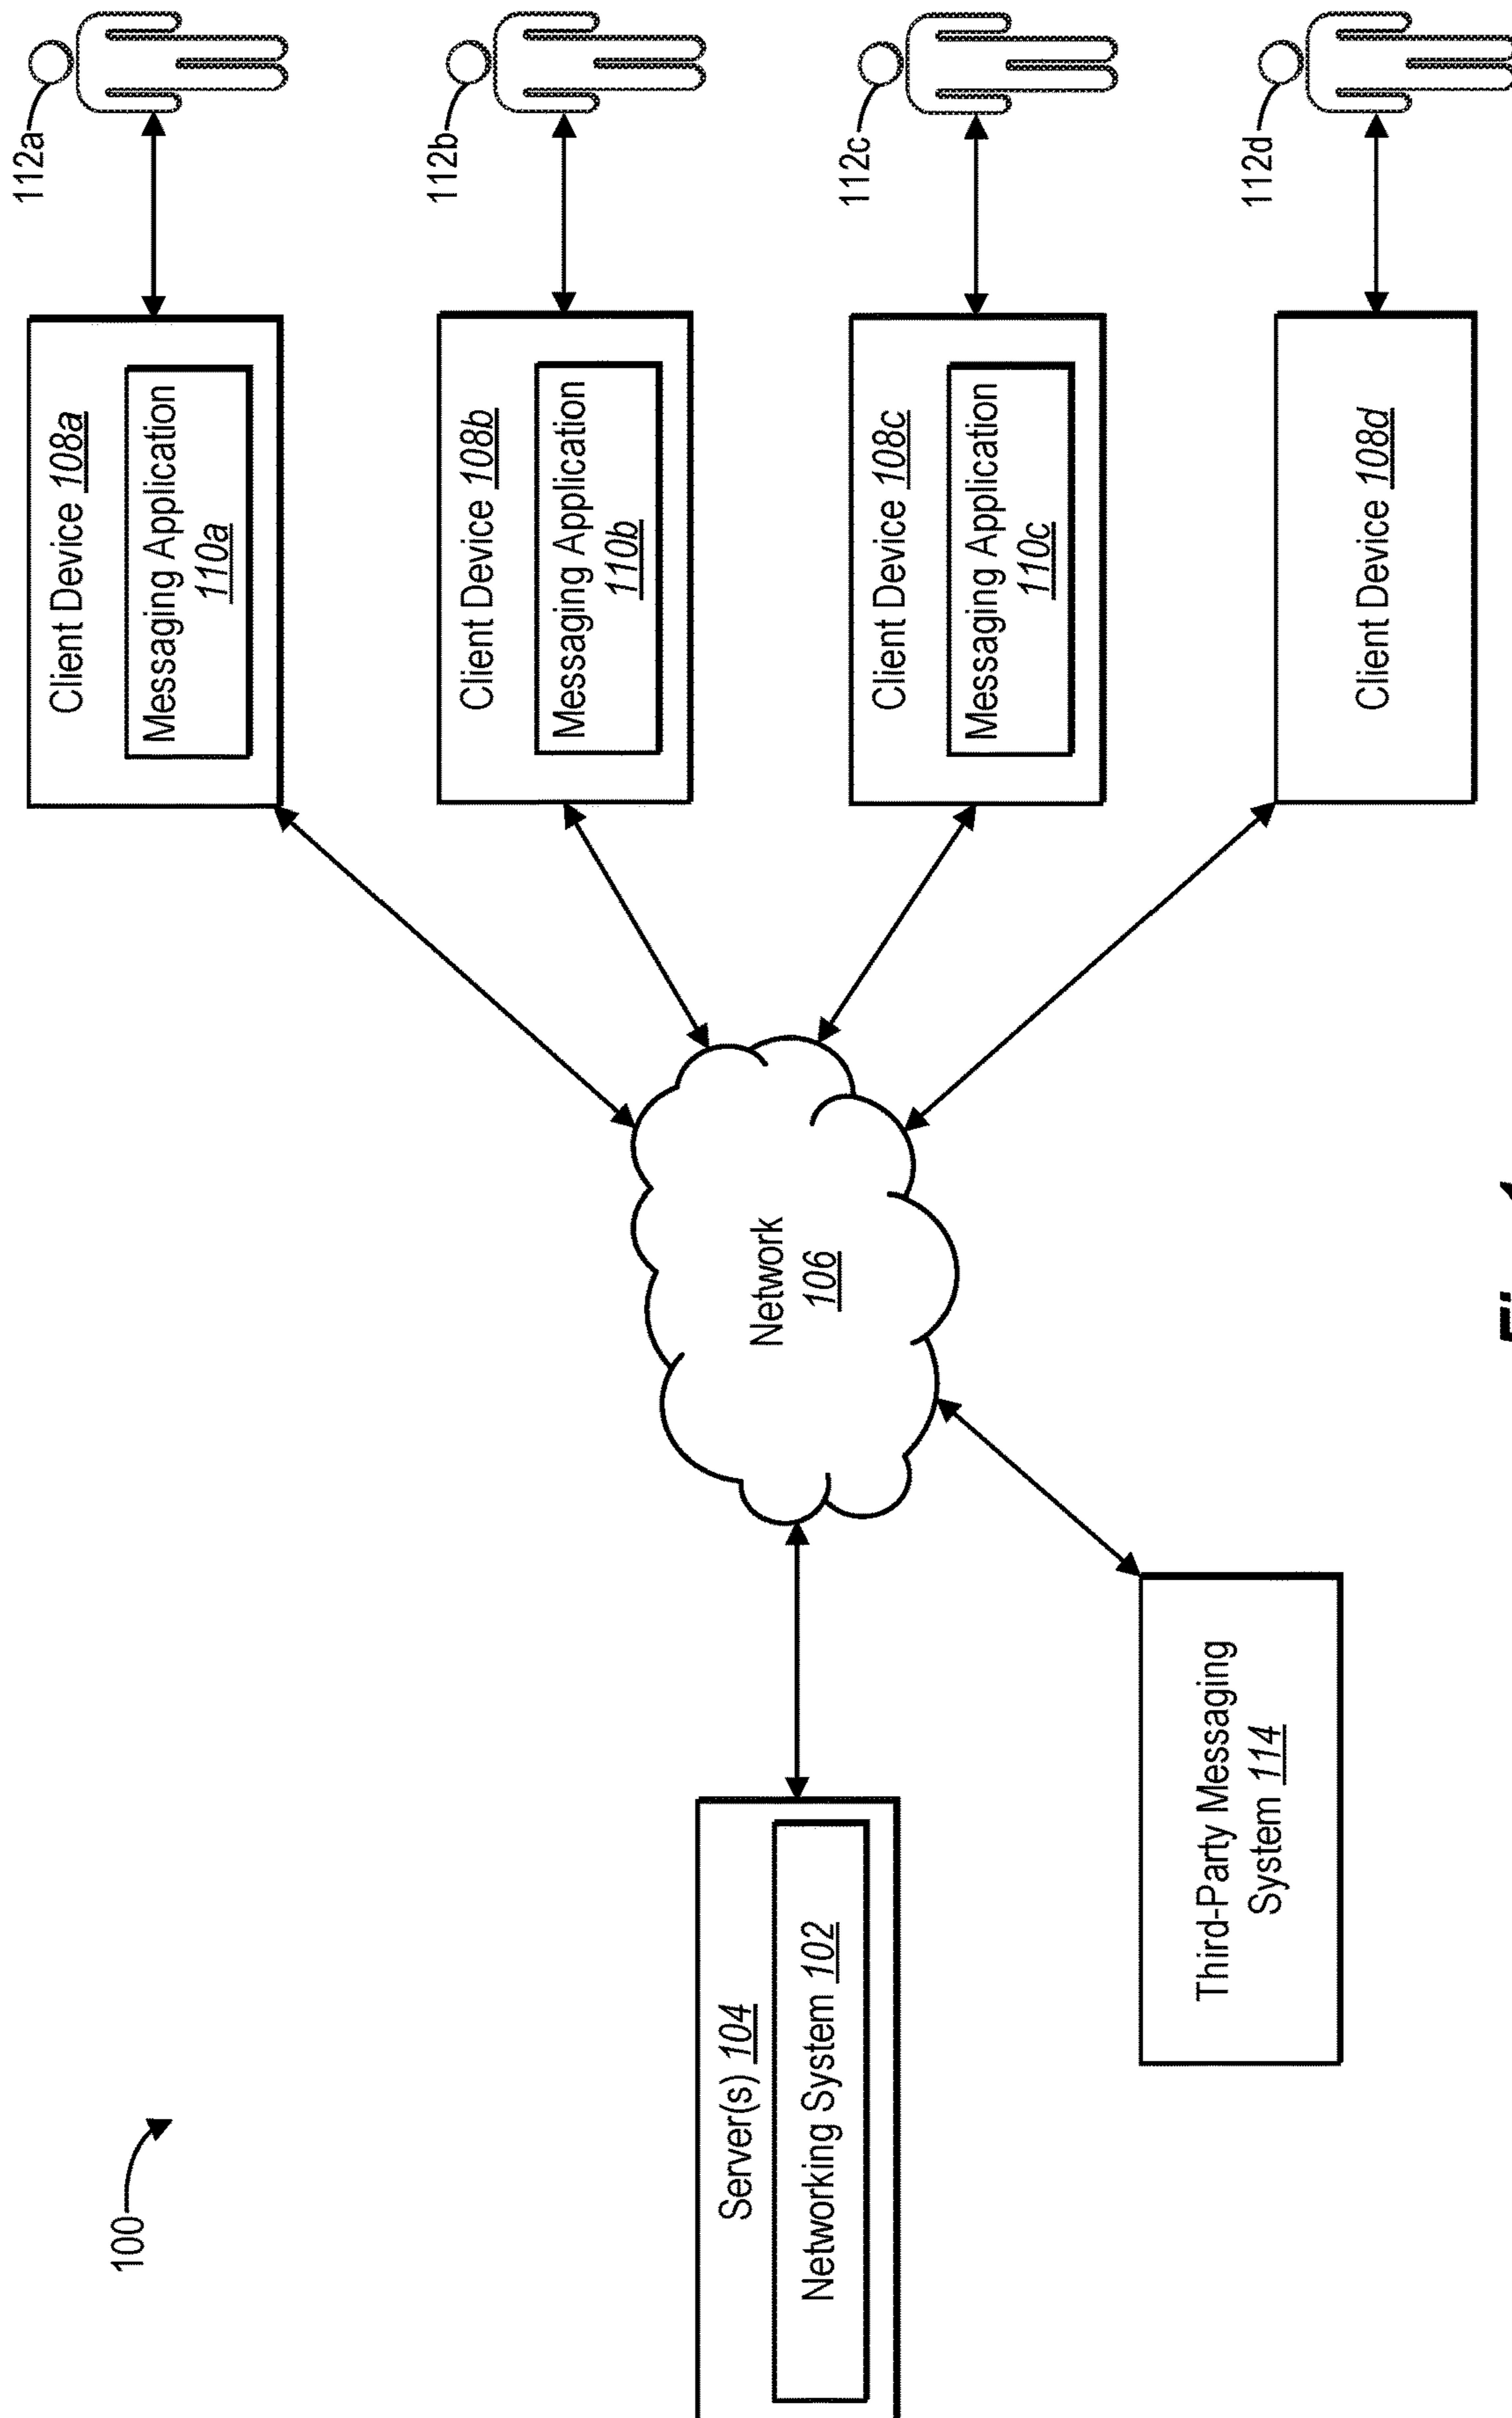 100
Server(s) 104
Networking System 102
Third-Party Messaging
System 114
Network
106
Client Device 108a
Messaging Application
110a
112a
Client Device 108b
Messaging Application
110b
112b
Client Device 108c
Messaging Application
110c
112c
Client Device 108d
112d